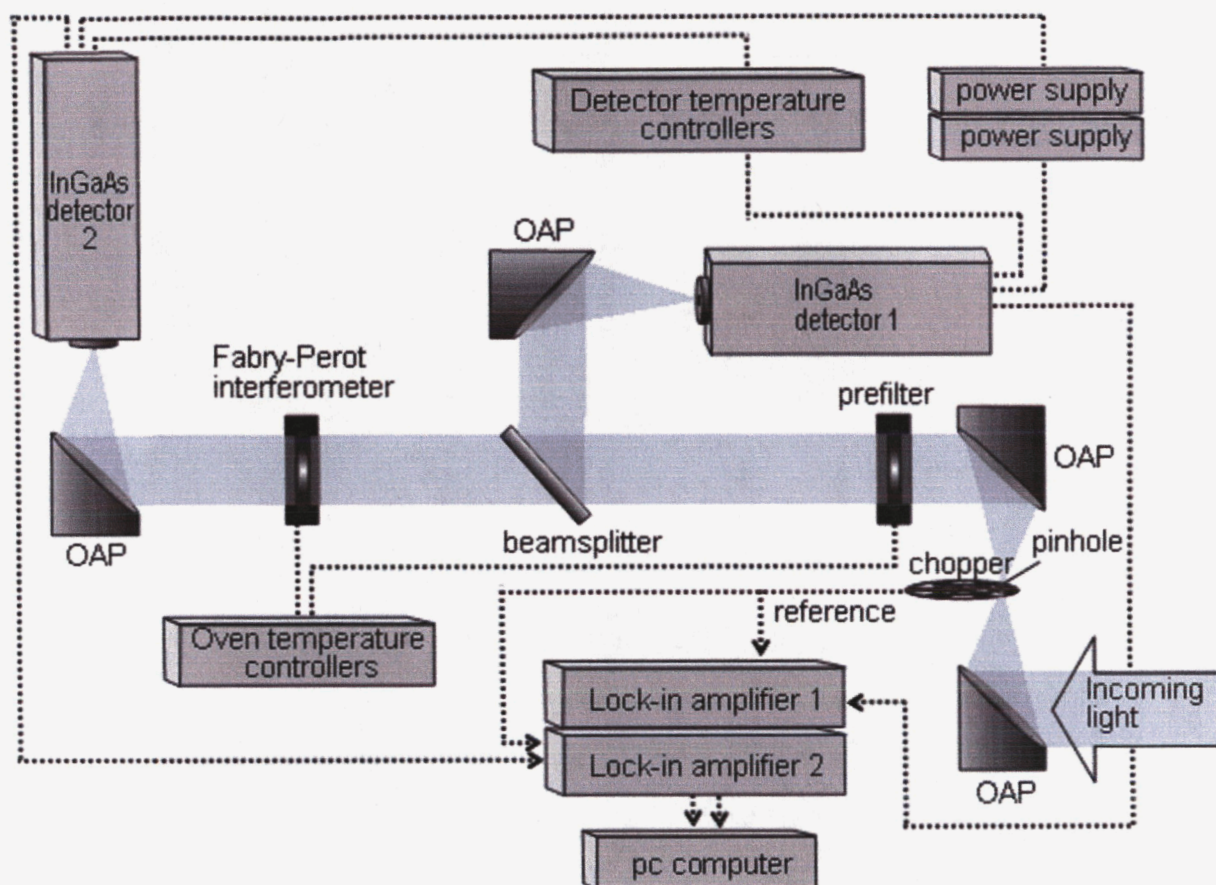 Detector temperature
controllers
power supply
power supply
InGaAs
detector
2
OAP
InGaAs
detector 1
Fabry-Perot
interferometer
prefilter
OAP
OAP
beamsplitter
chopper
pinhole
reference
Oven temperature
controllers
Lock-in amplifier 1
Incoming
light
Lock-in amplifier 2
OAP
pc computer